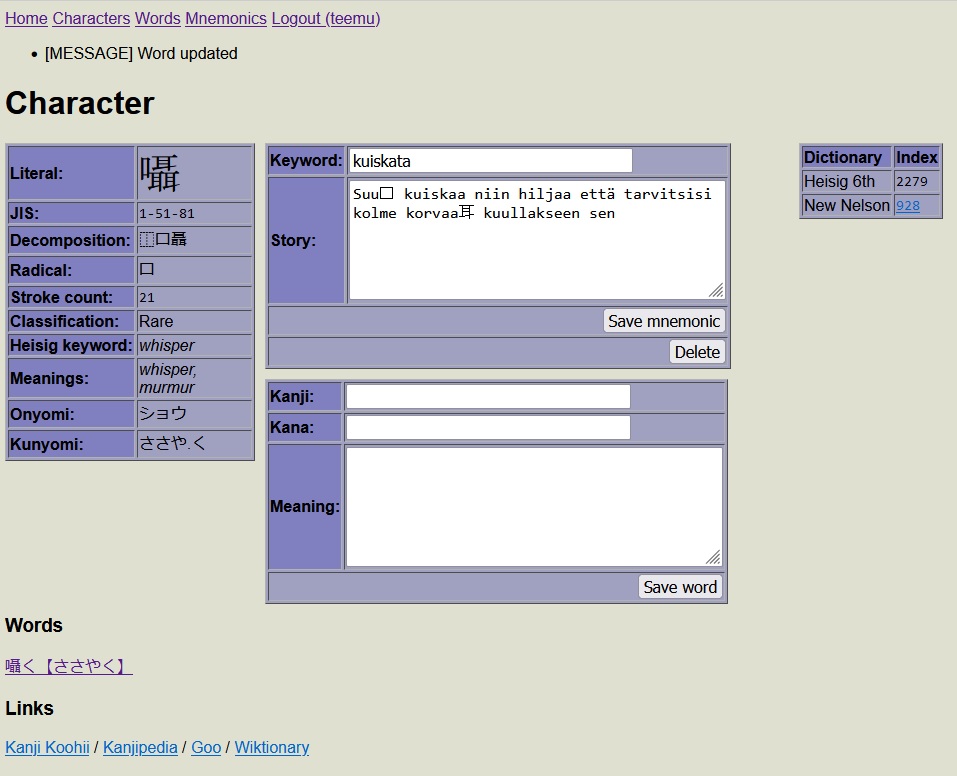 Home Characters Words Mnemonics Logout (teemu)
[MESSAGE] Word updated
Character
Literal: 囁
JIS: 1-51-81
Decomposition: ⿰口聶
Radical: 口
Stroke count: 21
Classification: Rare
Heisig keyword: whisper
Meanings: whisper,
murmur
Onyomi: ショウ
Kunyomi: ささや.く
Keyword: kuiskata
Story: Suu口 kuiskaa niin hiljaa että tarvitsisi
kolme korvaa耳 kuullakseen sen
Save mnemonic
Delete
Kanji:
Kana:
Meaning:
Save word
Dictionary Index
Heisig 6th 2279
New Nelson 928
Words
囁く【ささやく】
Links
Kanji Koohii / Kanjipedia / Goo / Wiktionary